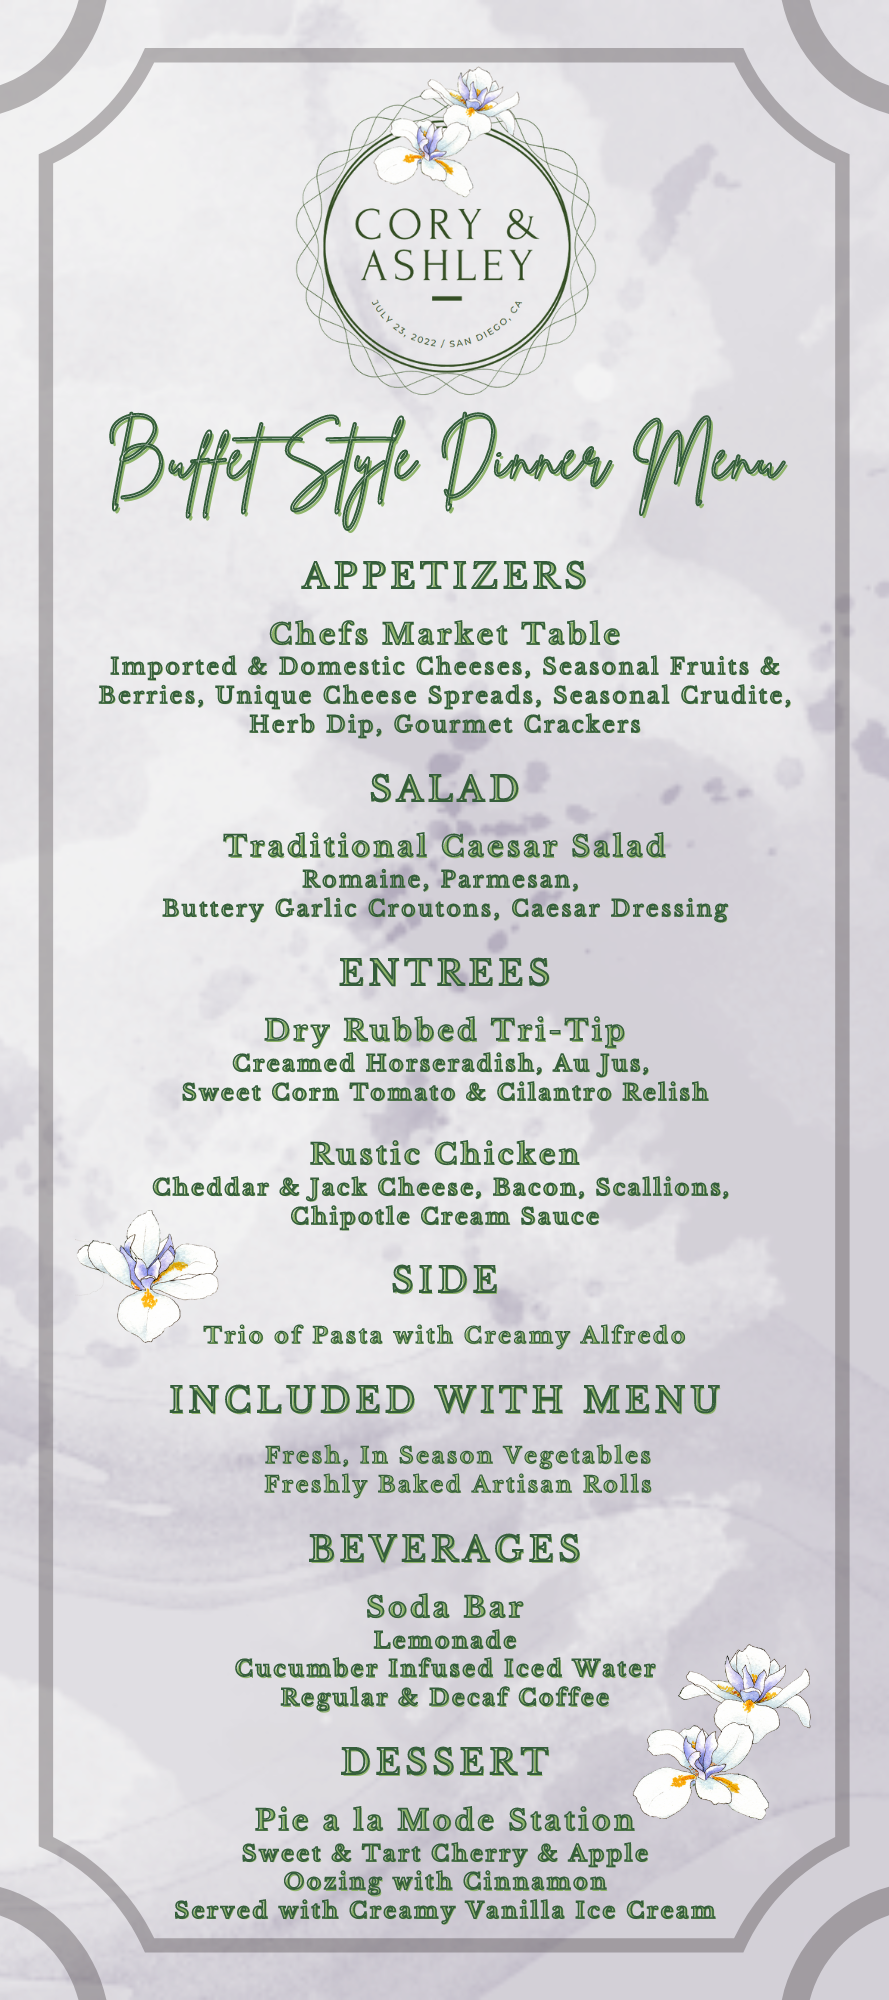 CORY &
ASHLEY
JULY 23, 2022 / SAN DIEGO, CA
Buffet Style Dinner Menu
APPETIZERS
Chefs Market Table
Imported & Domestic Cheeses, Seasonal Fruits &
Berries, Unique Cheese Spreads, Seasonal Crudite,
Herb Dip, Gourmet Crackers
SALAD
Traditional Caesar Salad
Romaine, Parmesan,
Buttery Garlic Croutons, Caesar Dressing
ENTREES
Dry Rubbed Tri-Tip
Creamed Horseradish, Au Jus,
Sweet Corn Tomato & Cilantro Relish
Rustic Chicken
Cheddar & Jack Cheese, Bacon, Scallions,
Chipotle Cream Sauce
SIDE
Trio of Pasta with Creamy Alfredo
INCLUDED WITH MENU
Fresh, In Season Vegetables
Freshly Baked Artisan Rolls
BEVERAGES
Soda Bar
Lemonade
Cucumber Infused Iced Water
Regular & Decaf Coffee
DESSERT
Pie a la Mode Station
Sweet & Tart Cherry & Apple
Oozing with Cinnamon
Served with Creamy Vanilla Ice Cream